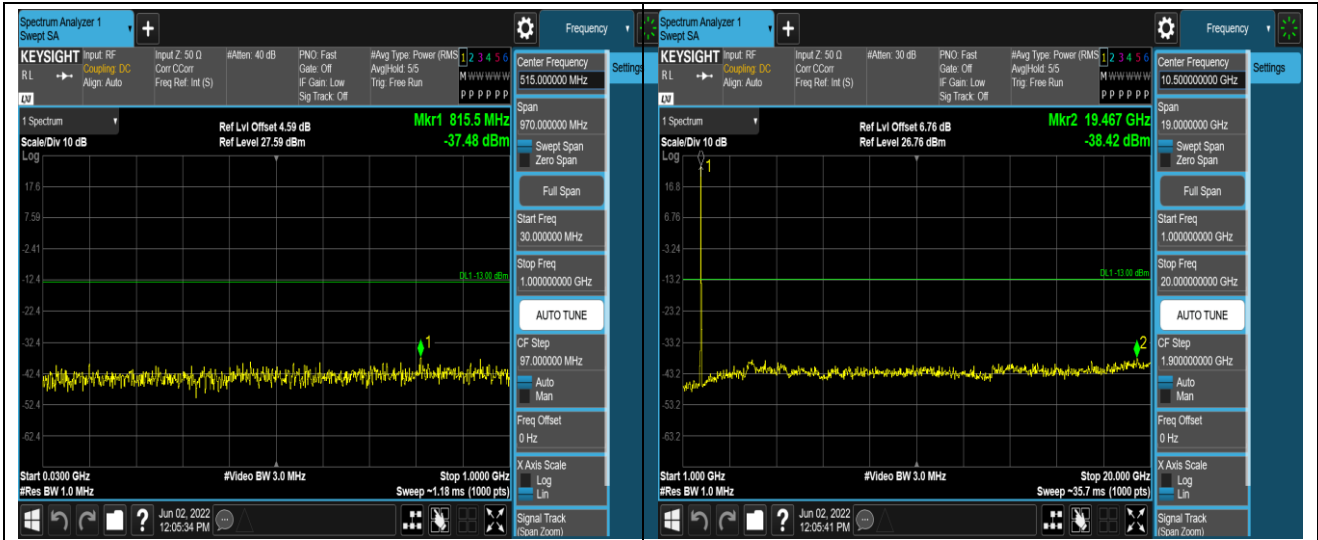 Spectrum Analyzer 1
Swept SA
+
Frequency
KEYSIGHT
Input: RF
Coupling: DC
Align: Auto
Input Z: 50 Ω
Corr CCorr
Freq Ref: Int (S)
#Atten: 40 dB
PNO: Fast
Gate: Off
IF Gain: Low
Sig Track: Off
#Avg Type: Power (RMS
Avg|Hold: 5/5
Trig: Free Run
1 2 3 4 5 6
M W W W W W
P P P P P P
RL
LXI
Center Frequency
515.000000 MHz
Settings
1 Spectrum
Scale/Div 10 dB
Log
Ref Lvl Offset 4.59 dB
Ref Level 27.59 dBm
Mkr1 815.5 MHz
-37.48 dBm
17.6
7.59
-2.41
-12.4
-22.4
-32.4
-42.4
-52.4
-62.4
DL1 -13.00 dBm
1
Start 0.0300 GHz
#Res BW 1.0 MHz
#Video BW 3.0 MHz
Stop 1.0000 GHz
Sweep ~1.18 ms (1000 pts)
Span
970.000000 MHz
Swept Span
Zero Span
Full Span
Start Freq
30.000000 MHz
Stop Freq
1.000000000 GHz
AUTO TUNE
CF Step
97.000000 MHz
Auto
Man
Freq Offset
0 Hz
X Axis Scale
Log
Lin
Signal Track
(Span Zoom)
?
Jun 02, 2022
12:05:34 PM
Spectrum Analyzer 1
Swept SA
+
Frequency
KEYSIGHT
Input: RF
Coupling: DC
Align: Auto
Input Z: 50 Ω
Corr CCorr
Freq Ref: Int (S)
#Atten: 30 dB
PNO: Fast
Gate: Off
IF Gain: Low
Sig Track: Off
#Avg Type: Power (RMS
Avg|Hold: 5/5
Trig: Free Run
1 2 3 4 5 6
M W W W W W
P P P P P P
RL
LXI
Center Frequency
10.500000000 GHz
Settings
1 Spectrum
Scale/Div 10 dB
Log
Ref Lvl Offset 6.76 dB
Ref Level 26.76 dBm
Mkr2 19.467 GHz
-38.42 dBm
1
16.8
6.76
-3.24
-13.2
-23.2
-33.2
-43.2
-53.2
-63.2
DL1 -13.00 dBm
2
Start 1.000 GHz
#Res BW 1.0 MHz
#Video BW 3.0 MHz
Stop 20.000 GHz
Sweep ~35.7 ms (1000 pts)
Span
19.0000000 GHz
Swept Span
Zero Span
Full Span
Start Freq
1.000000000 GHz
Stop Freq
20.000000000 GHz
AUTO TUNE
CF Step
1.900000000 GHz
Auto
Man
Freq Offset
0 Hz
X Axis Scale
Log
Lin
Signal Track
(Span Zoom)
?
Jun 02, 2022
12:05:41 PM